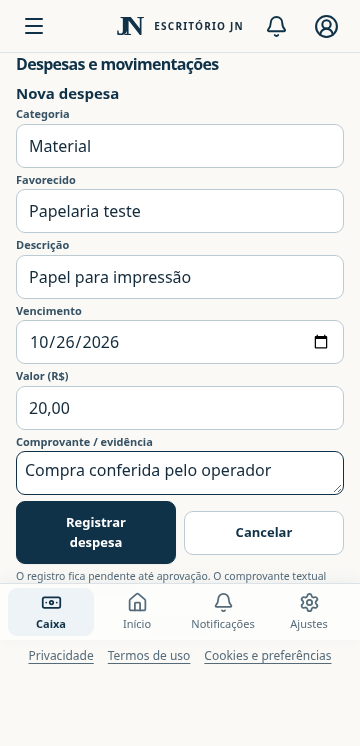 JN ESCRITÓRIO JN
Despesas e movimentações
Nova despesa
Categoria
Material
Favorecido
Papelaria teste
Descrição
Papel para impressão
Vencimento
10/26/2026
Valor (R$)
20,00
Comprovante / evidência
Compra conferida pelo operador
Registrar
despesa
Cancelar
O registro fica pendente até aprovação. O comprovante textual
Caixa Início Notificações Ajustes
Privacidade Termos de uso Cookies e preferências